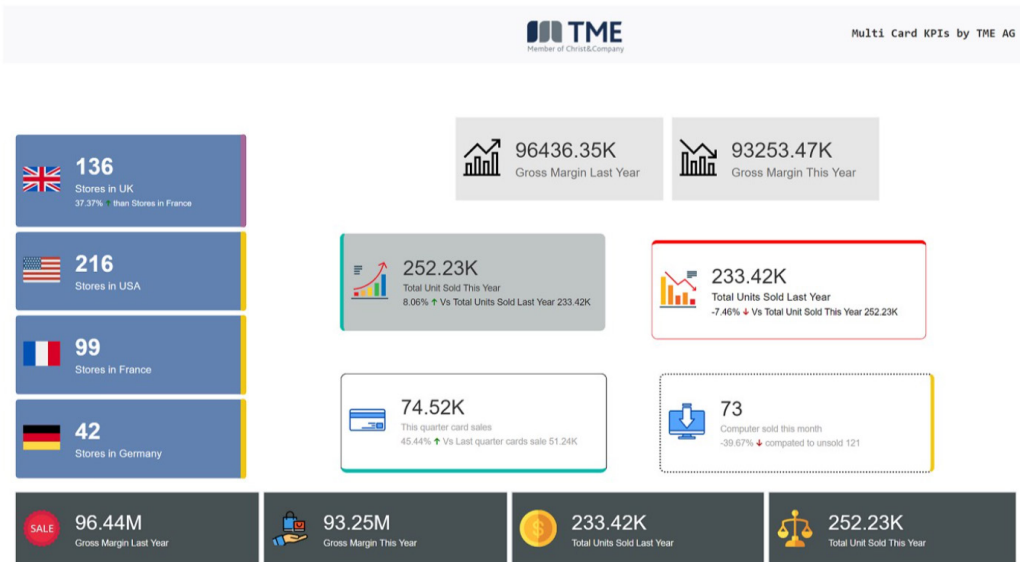 TME
Member of Christ&Company
Multi Card KPIs by TME AG
136
Stores in UK
37.37% ↑ than Stores in France
216
Stores in USA
99
Stores in France
42
Stores in Germany
96436.35K
Gross Margin Last Year
93253.47K
Gross Margin This Year
252.23K
Total Unit Sold This Year
8.06% ↑ Vs Total Units Sold Last Year 233.42K
233.42K
Total Units Sold Last Year
-7.46% ↓ Vs Total Unit Sold This Year 252.23K
74.52K
This quarter card sales
45.44% ↑ Vs Last quarter cards sale 51.24K
73
Computer sold this month
-39.67% ↓ compated to unsold 121
SALE
96.44M
Gross Margin Last Year
93.25M
Gross Margin This Year
233.42K
Total Units Sold Last Year
252.23K
Total Unit Sold This Year